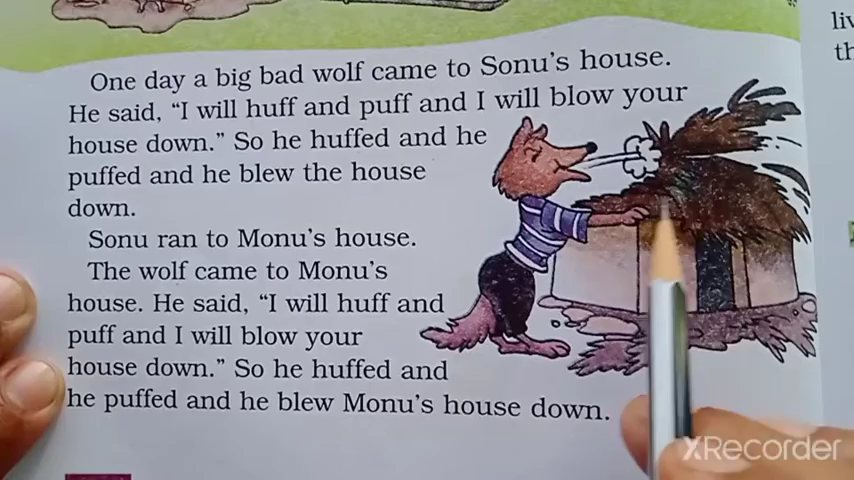 One day a big bad wolf came to Sonu's house.
He said, "I will huff and puff and I will blow your
house down." So he huffed and he
puffed and he blew the house
down.
Sonu ran to Monu's house.
The wolf came to Monu's
house. He said, "I will huff and
puff and I will blow your
house down." So he huffed and
he puffed and he blew Monu's house down.
XRecorder